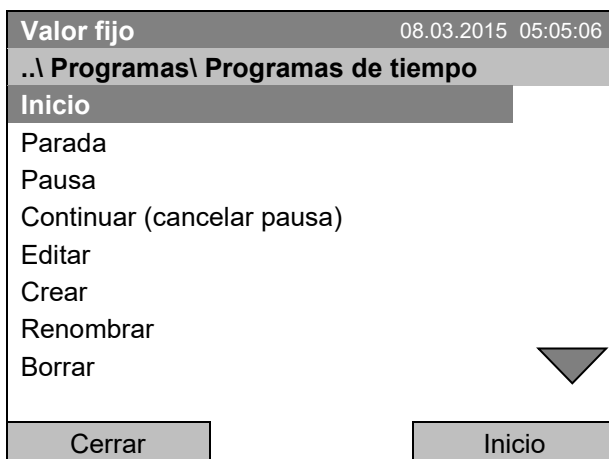 Valor fijo 08.03.2015 05:05:06
..\ Programas\ Programas de tiempo
Inicio
Parada
Pausa
Continuar (cancelar pausa)
Editar
Crear
Renombrar
Borrar
Cerrar Inicio